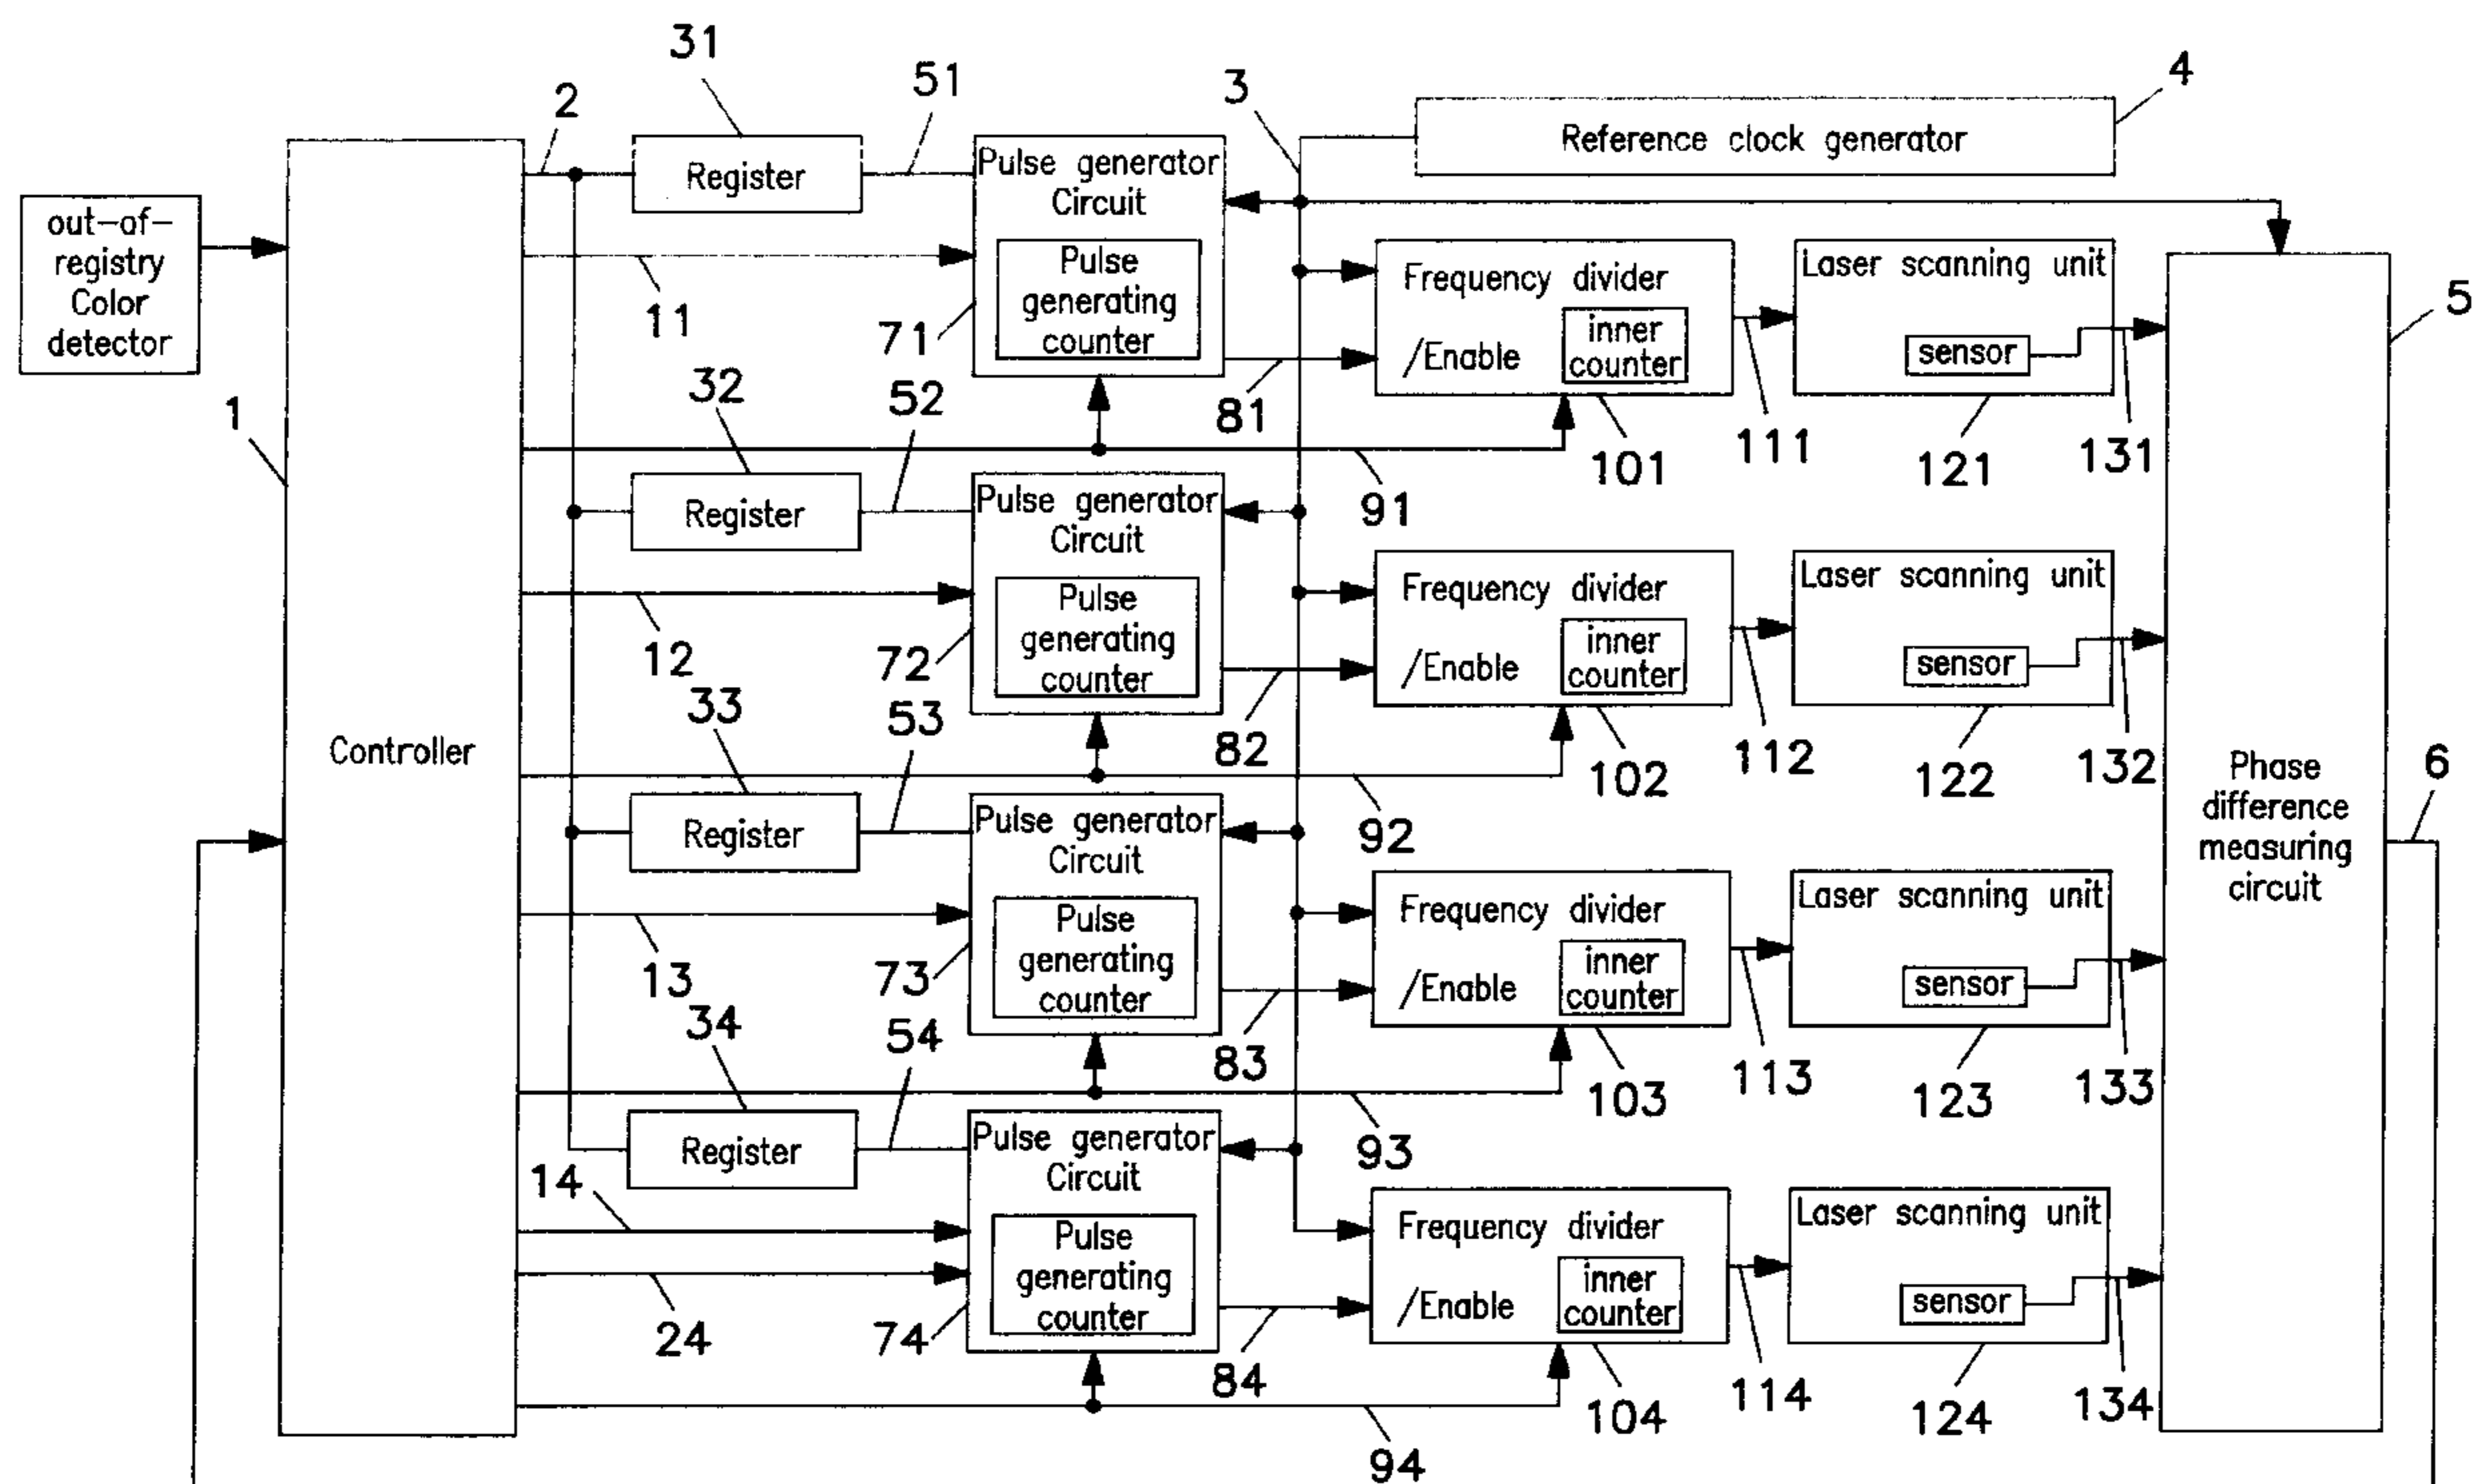 31
51
2
3
4
Register
Pulse generator
Circuit
Pulse
generating
counter
Reference clock generator
out-of-
registry
Color
detector
11
71
81
Frequency divider
/Enable
inner
counter
Laser scanning unit
sensor
5
1
32
52
91
101
111
121
131
Register
Pulse generator
Circuit
Pulse
generating
counter
12
72
82
Frequency divider
/Enable
inner
counter
Laser scanning unit
sensor
33
53
92
102
112
122
132
Controller
Register
Pulse generator
Circuit
Pulse
generating
counter
Phase
difference
measuring
circuit
6
13
73
83
Frequency divider
/Enable
inner
counter
Laser scanning unit
sensor
34
54
93
103
113
123
133
Register
Pulse generator
Circuit
Pulse
generating
counter
14
24
74
84
Frequency divider
/Enable
inner
counter
Laser scanning unit
sensor
94
104
114
124
134